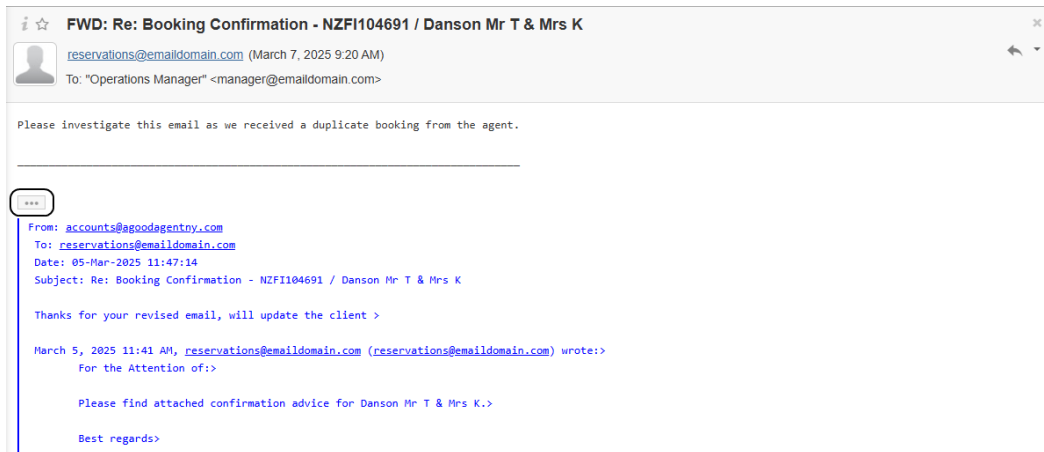 FWD: Re: Booking Confirmation - NZFI104691 / Danson Mr T & Mrs K
reservations@emaildomain.com (March 7, 2025 9:20 AM)
To: "Operations Manager" <manager@emaildomain.com>
Please investigate this email as we received a duplicate booking from the agent.
From: accounts@agoodagentny.com
To: reservations@emaildomain.com
Date: 05-Mar-2025 11:47:14
Subject: Re: Booking Confirmation - NZFI104691 / Danson Mr T & Mrs K
Thanks for your revised email, will update the client >
March 5, 2025 11:41 AM, reservations@emaildomain.com (reservations@emaildomain.com) wrote:>
For the Attention of:>
Please find attached confirmation advice for Danson Mr T & Mrs K.>
Best regards>